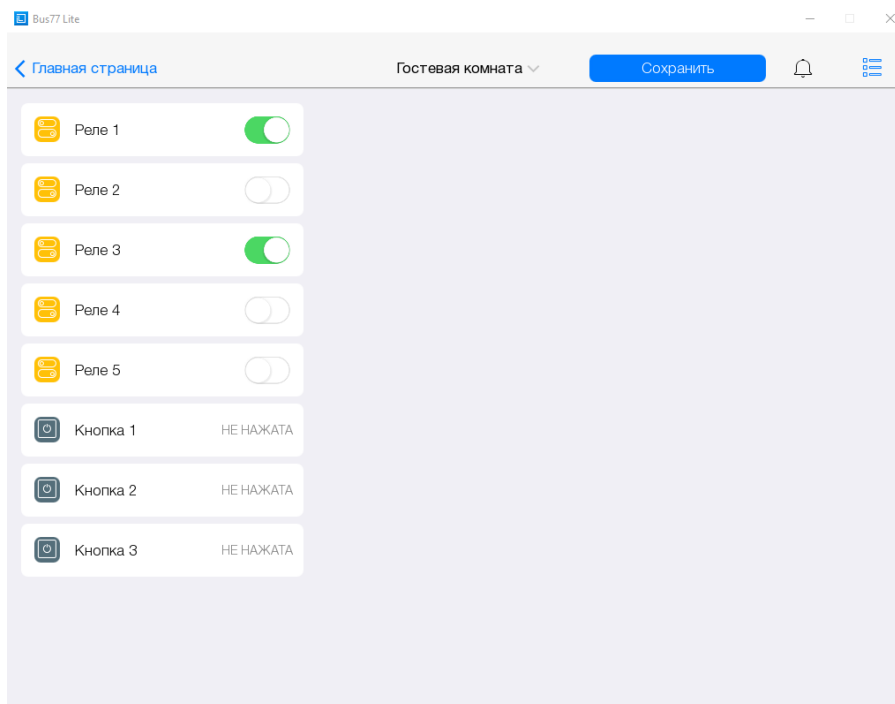 Bus77 Lite
Главная страница
Гостевая комната
Сохранить
Реле 1
Реле 2
Реле 3
Реле 4
Реле 5
Кнопка 1 НЕ НАЖАТА
Кнопка 2 НЕ НАЖАТА
Кнопка 3 НЕ НАЖАТА